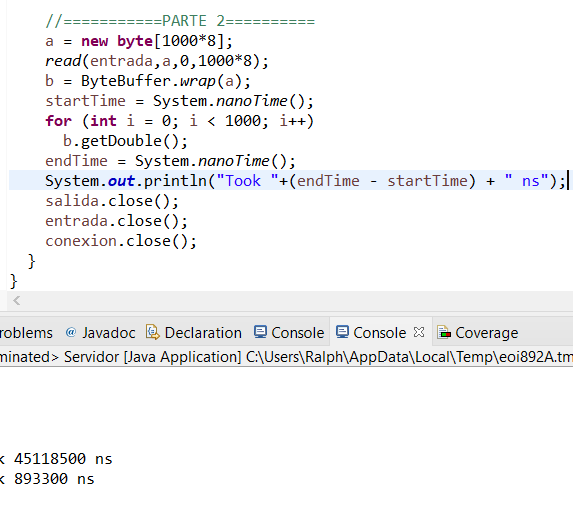 //===========PARTE 2==========
a = new byte[1000*8];
read(entrada,a,0,1000*8);
b = ByteBuffer.wrap(a);
startTime = System.nanoTime();
for (int i = 0; i < 1000; i++)
b.getDouble();
endTime = System.nanoTime();
System.out.println("Took "+(endTime - startTime) + " ns");
salida.close();
entrada.close();
conexion.close();
}
}
<
roblems @ Javadoc Declaration Console Console Coverage
minated> Servidor [Java Application] C:\Users\Ralph\AppData\Local\Temp\eoi892A.tm
k 45118500 ns
k 893300 ns